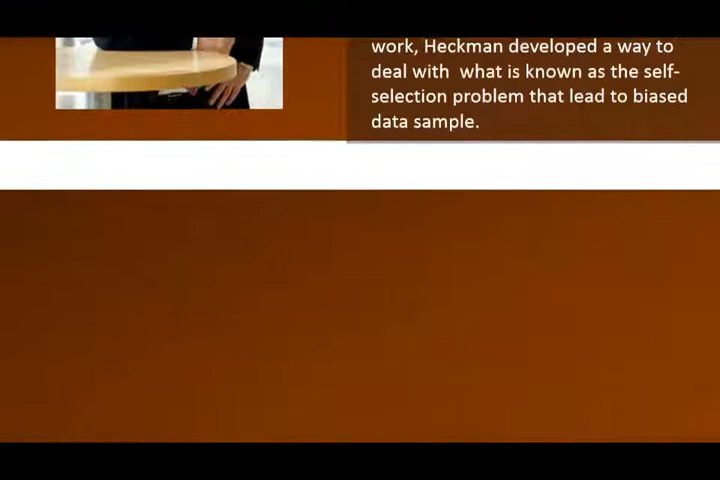 work, Heckman developed a way to
deal with  what is known as the self-
selection problem that lead to biased
data sample.